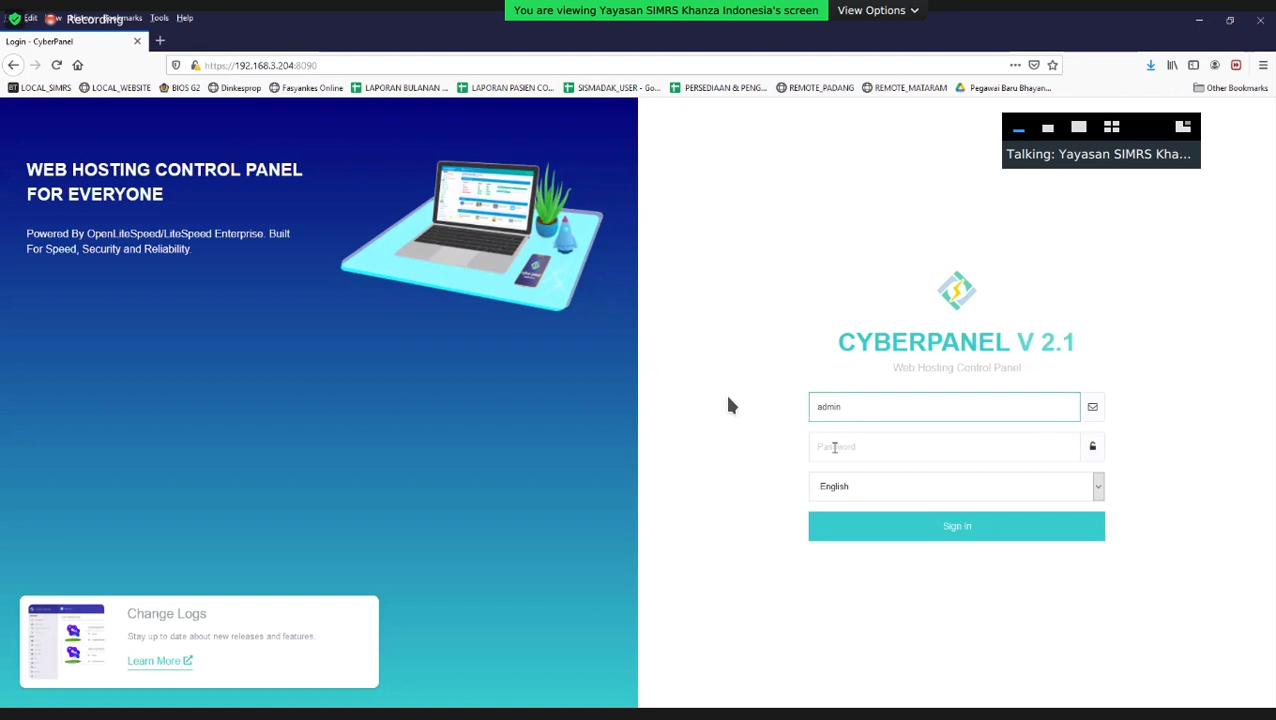 You are viewing Yayasan SIMRS Khanza Indonesia's screen
View Options
Edit
Bookmarks
Tools
Help
Recording
Login - CyberPanel
https://192.168.3.204:8090
LOCAL_SIMRS
LOCAL_WEBSITE
BIOS G2
Dinkesprop
Fasyankes Online
LAPORAN BULANAN ...
LAPORAN PASIEN CO...
SISMADAK_USER - Go...
PERSEDIAAN & PENG...
REMOTE_PADANG
REMOTE_MATARAM
Pegawai Baru Bhayan...
Other Bookmarks
Talking: Yayasan SIMRS Kha...
WEB HOSTING CONTROL PANEL
FOR EVERYONE
Powered By OpenLiteSpeed/LiteSpeed Enterprise. Built
For Speed, Security and Reliability.
CYBERPANEL V 2.1
Web Hosting Control Panel
admin
Password
English
Sign In
Change Logs
Stay up to date about new releases and features.
Learn More